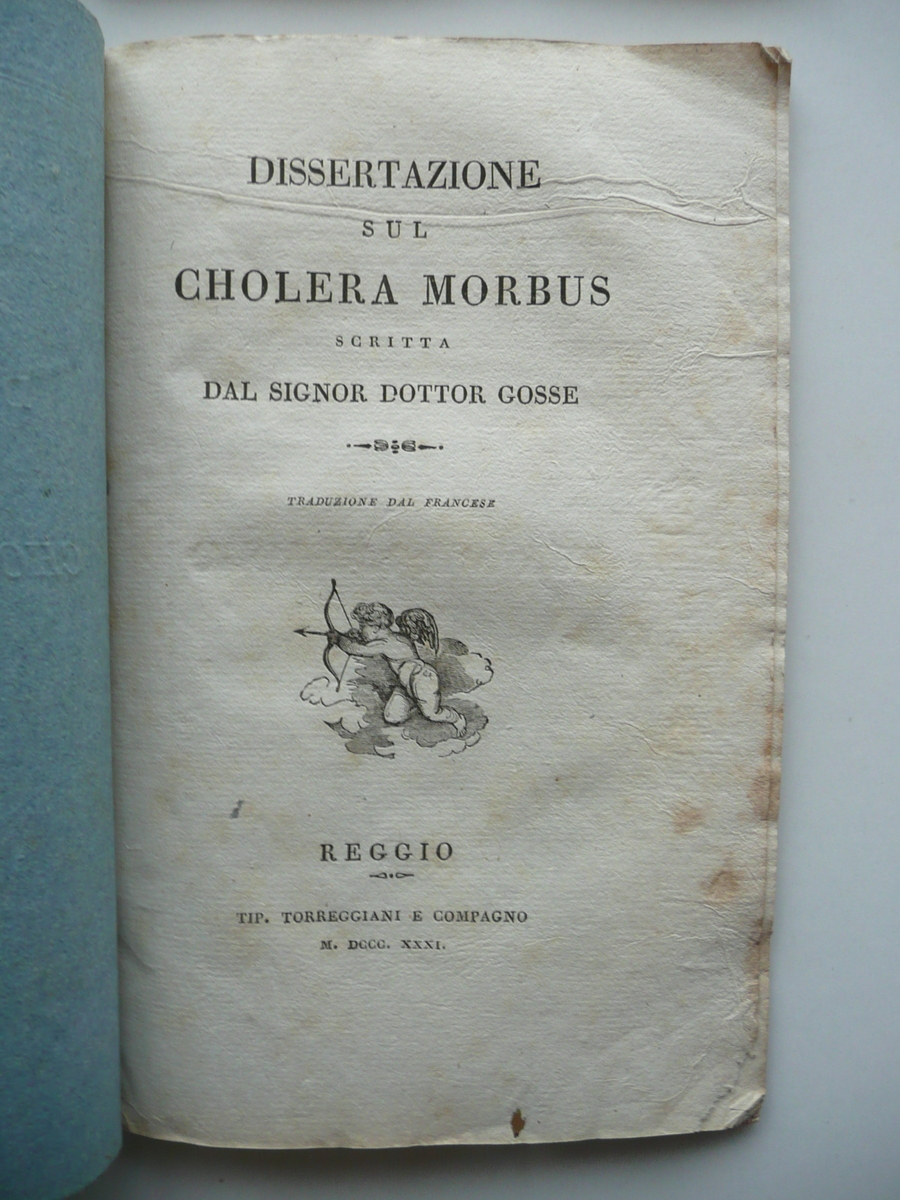 DISSERTAZIONE
SUL
CHOLERA MORBUS
SCRITTA
DAL SIGNOR DOTTOR GOSSE
TRADUZIONE DAL FRANCESE
REGGIO
TIP. TORREGGIANI E COMPAGNO
M. DCCC. XXXI.